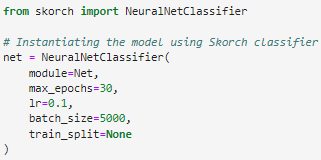 from skorch import NeuralNetClassifier
# Instantiating the model using Skorch classifier
net = NeuralNetClassifier(
    module=Net,
    max_epochs=30,
    lr=0.1,
    batch_size=5000,
    train_split=None
)